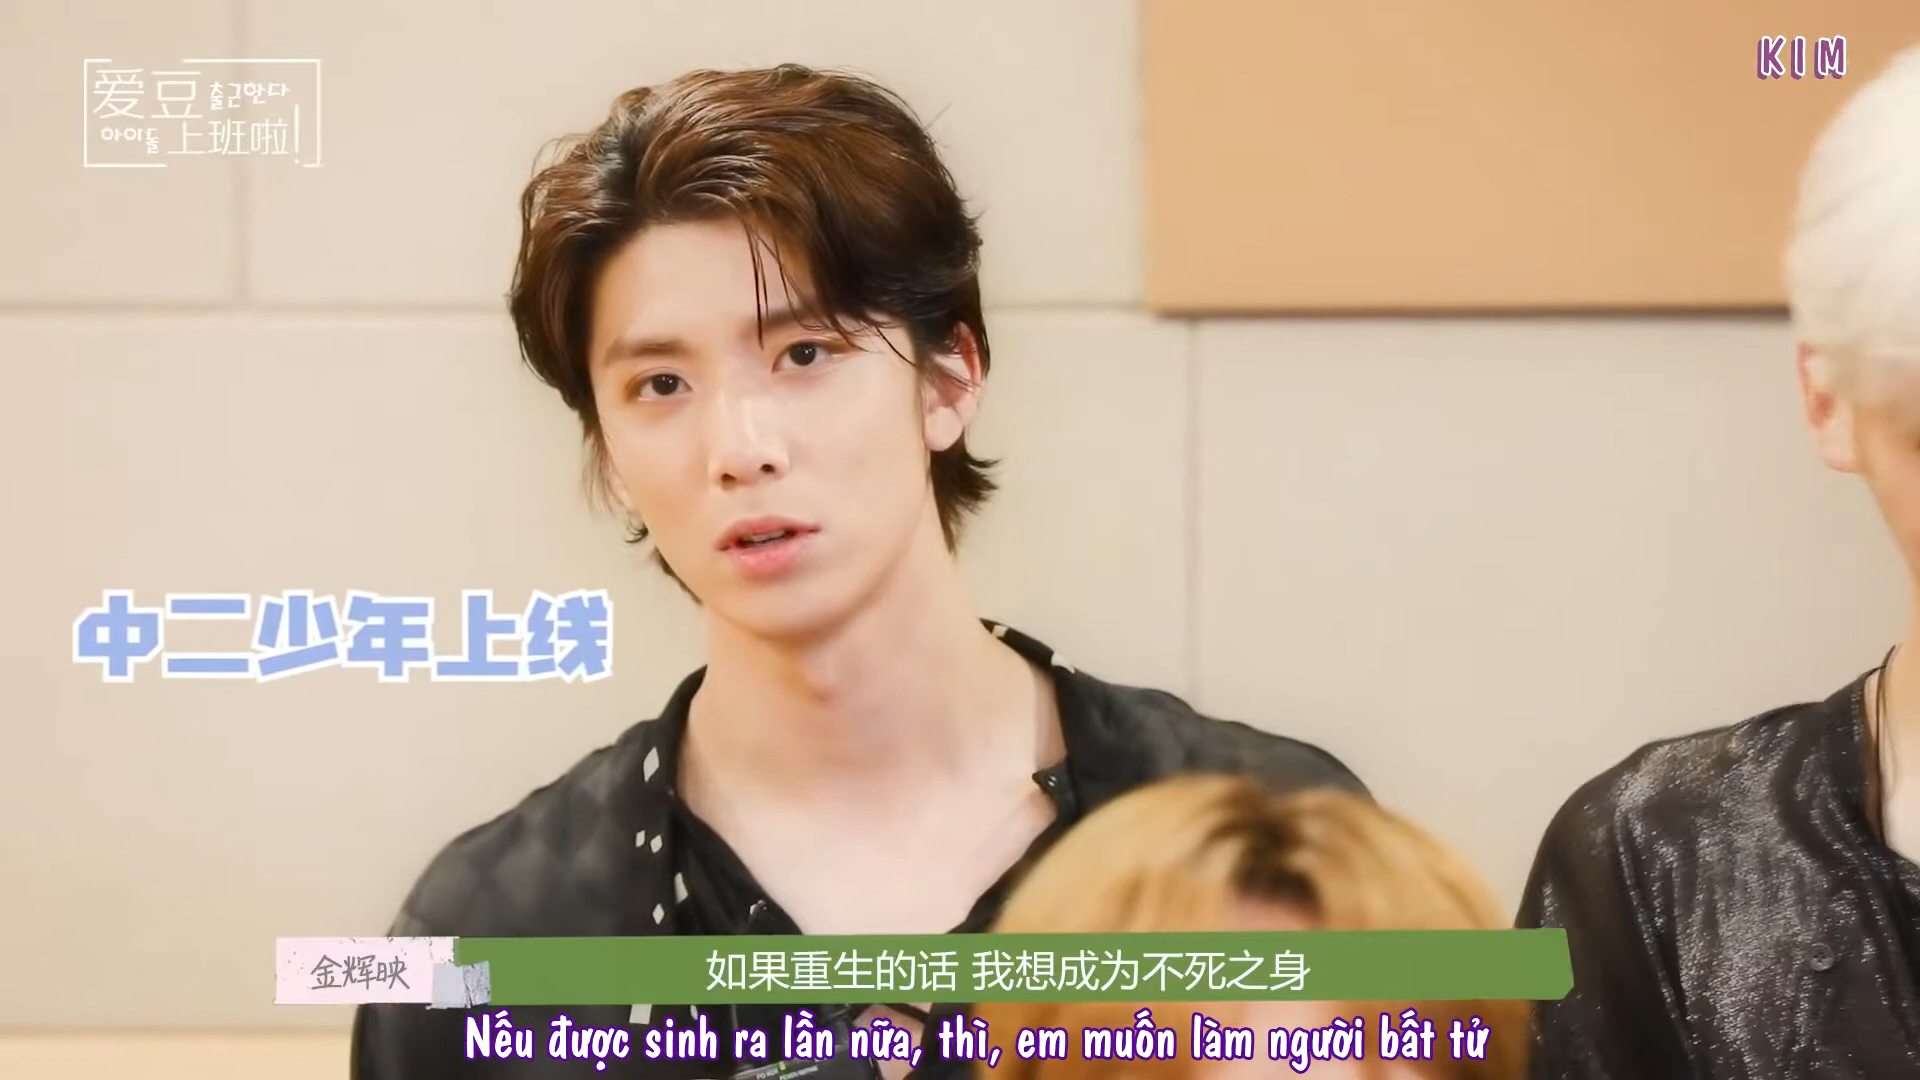 爱豆 출근한다
아이돌 上班啦!
KIM
中二少年上线
金辉映
如果重生的话 我想成为不死之身
Nếu được sinh ra lần nữa, thì, em muốn làm người bất tử